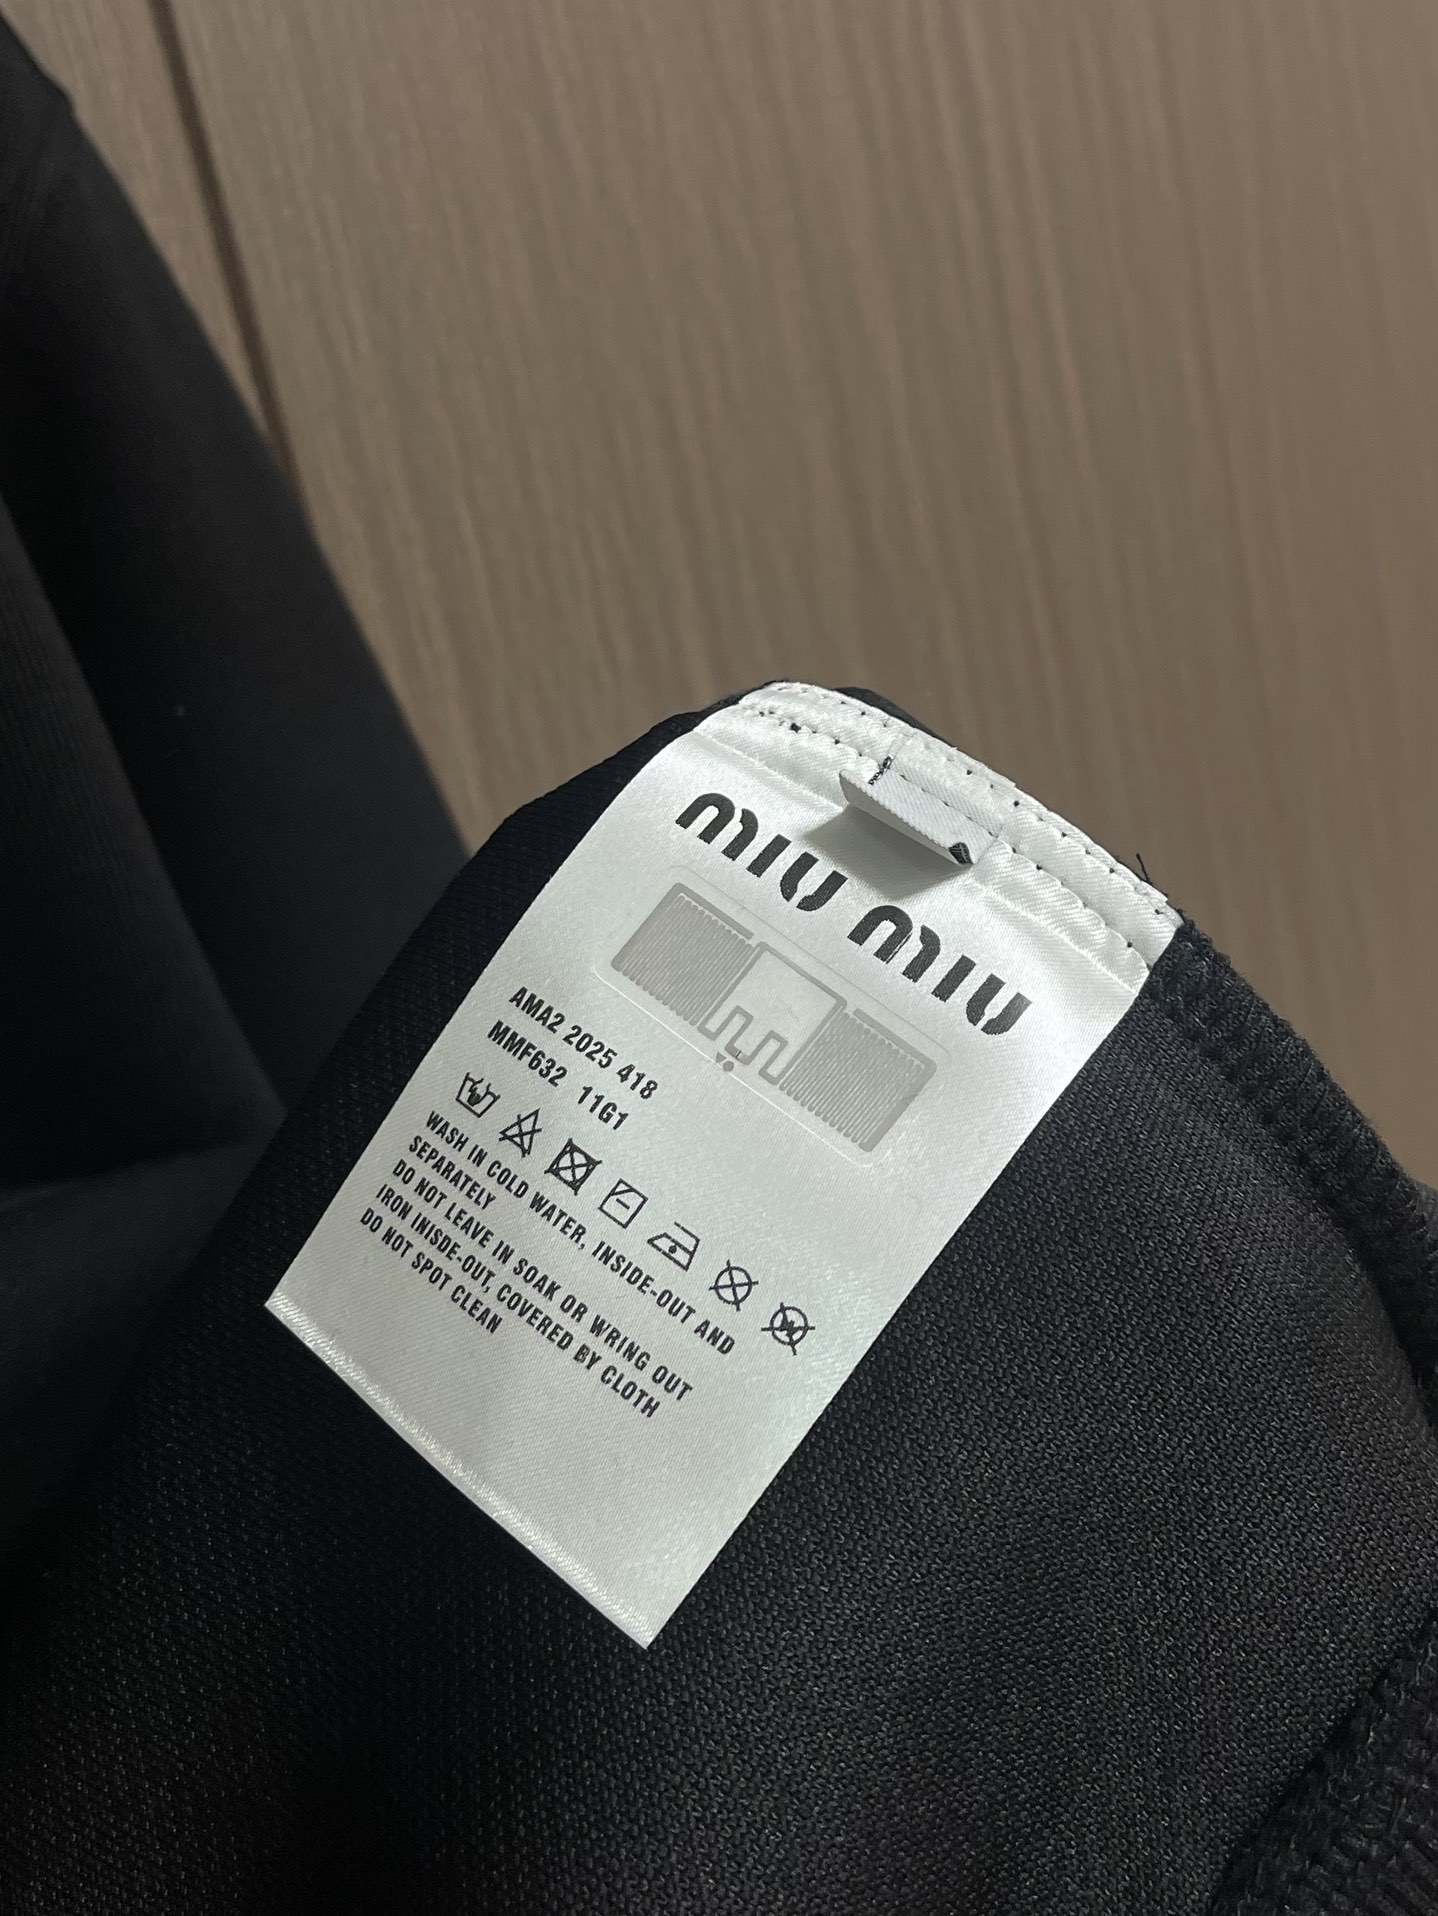 miu miu
AMA2 2025 418
MMF632 11G1
WASH IN COLD WATER, INSIDE-OUT AND
SEPARATELY
DO NOT LEAVE IN SOAK OR WRING OUT
IRON INISDE-OUT, COVERED BY CLOTH
DO NOT SPOT CLEAN